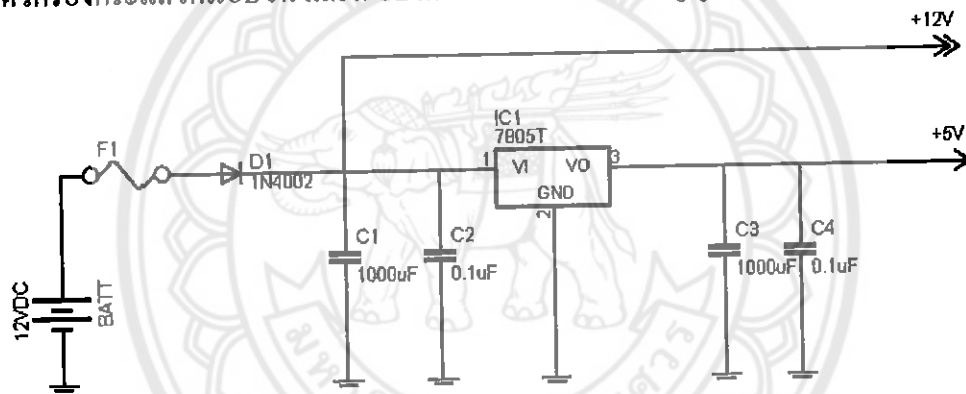 +12V
IC1
7805T
+5V
F1
D1
1N4002
1
VI
VO
3
GND
2
C1
1000uF
C2
0.1uF
C3
1000uF
C4
0.1uF
12VDC
BATT